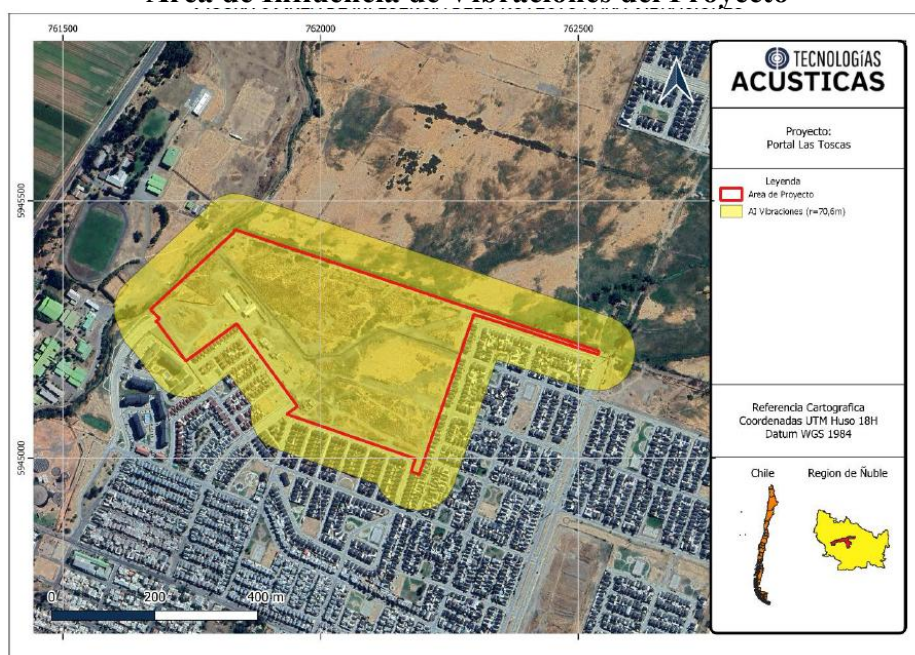 Área de Influencia de Vibraciones del Proyecto
761500
762000
762500
5945500
5945000
0 200 400 m
TECNOLOGÍAS
ACUSTICAS
Proyecto:
Portal Las Toscas
Leyenda
Area de Proyecto
AI Vibraciones (r=70,6m)
Referencia Cartografica
Coordenadas UTM Huso 18H
Datum WGS 1984
Chile
Region de Ñuble